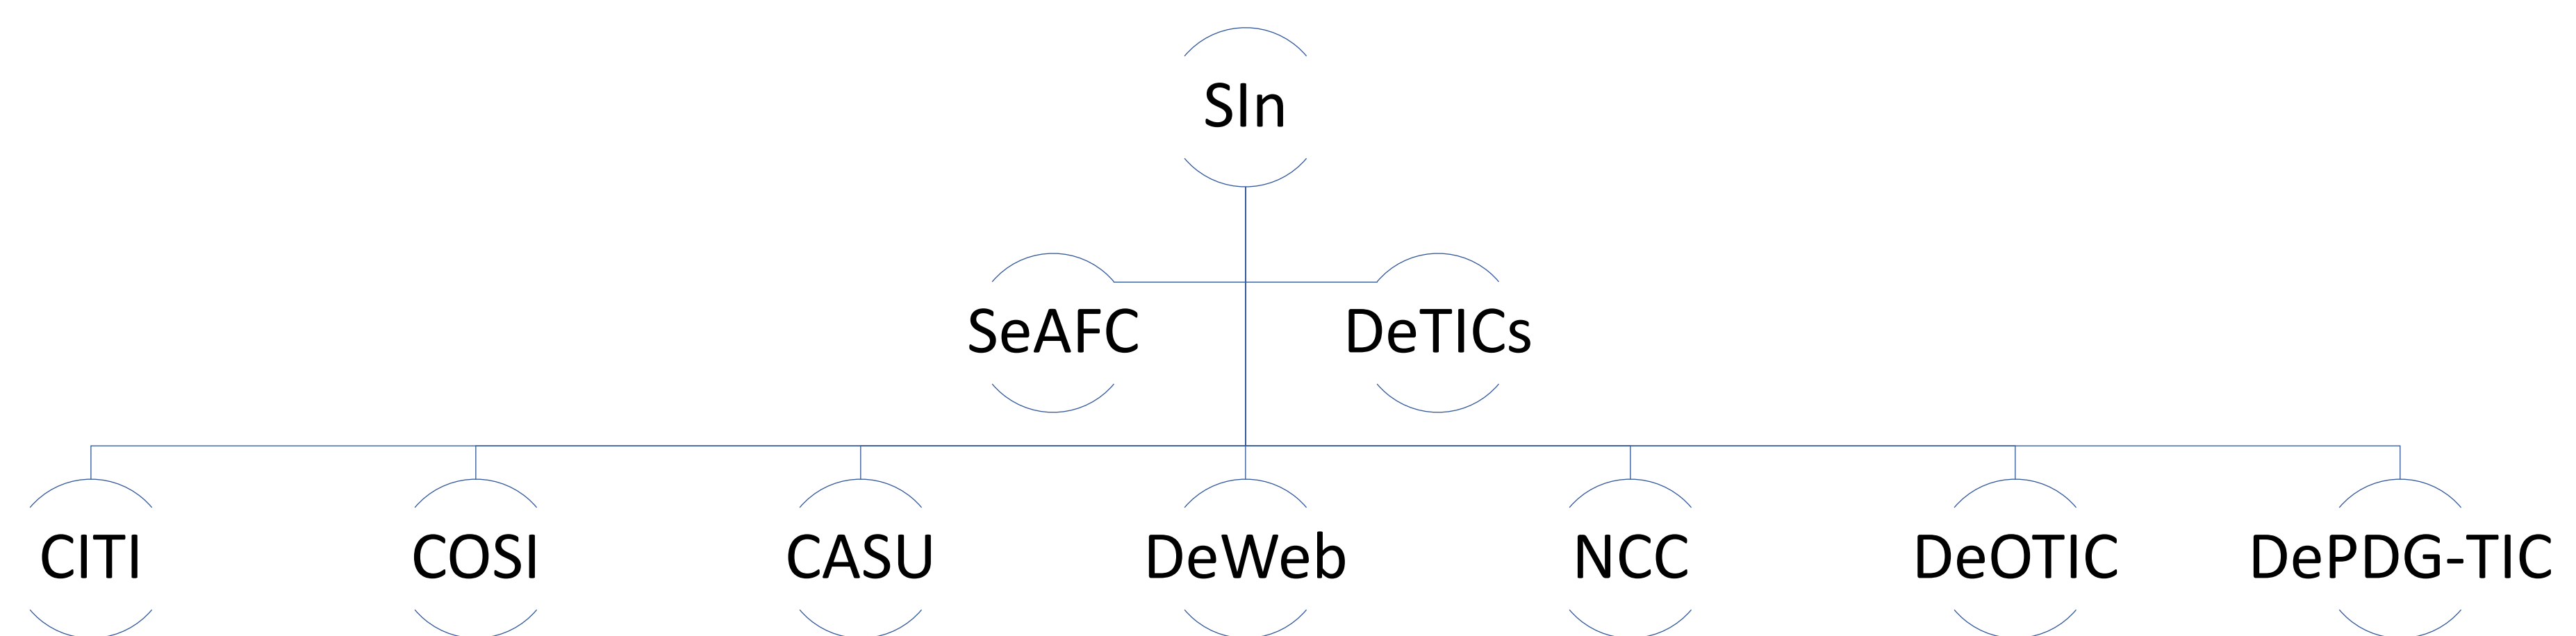 SIn
SeAFC
DeTICs
CITI
COSI
CASU
DeWeb
NCC
DeOTIC
DePDG-TIC